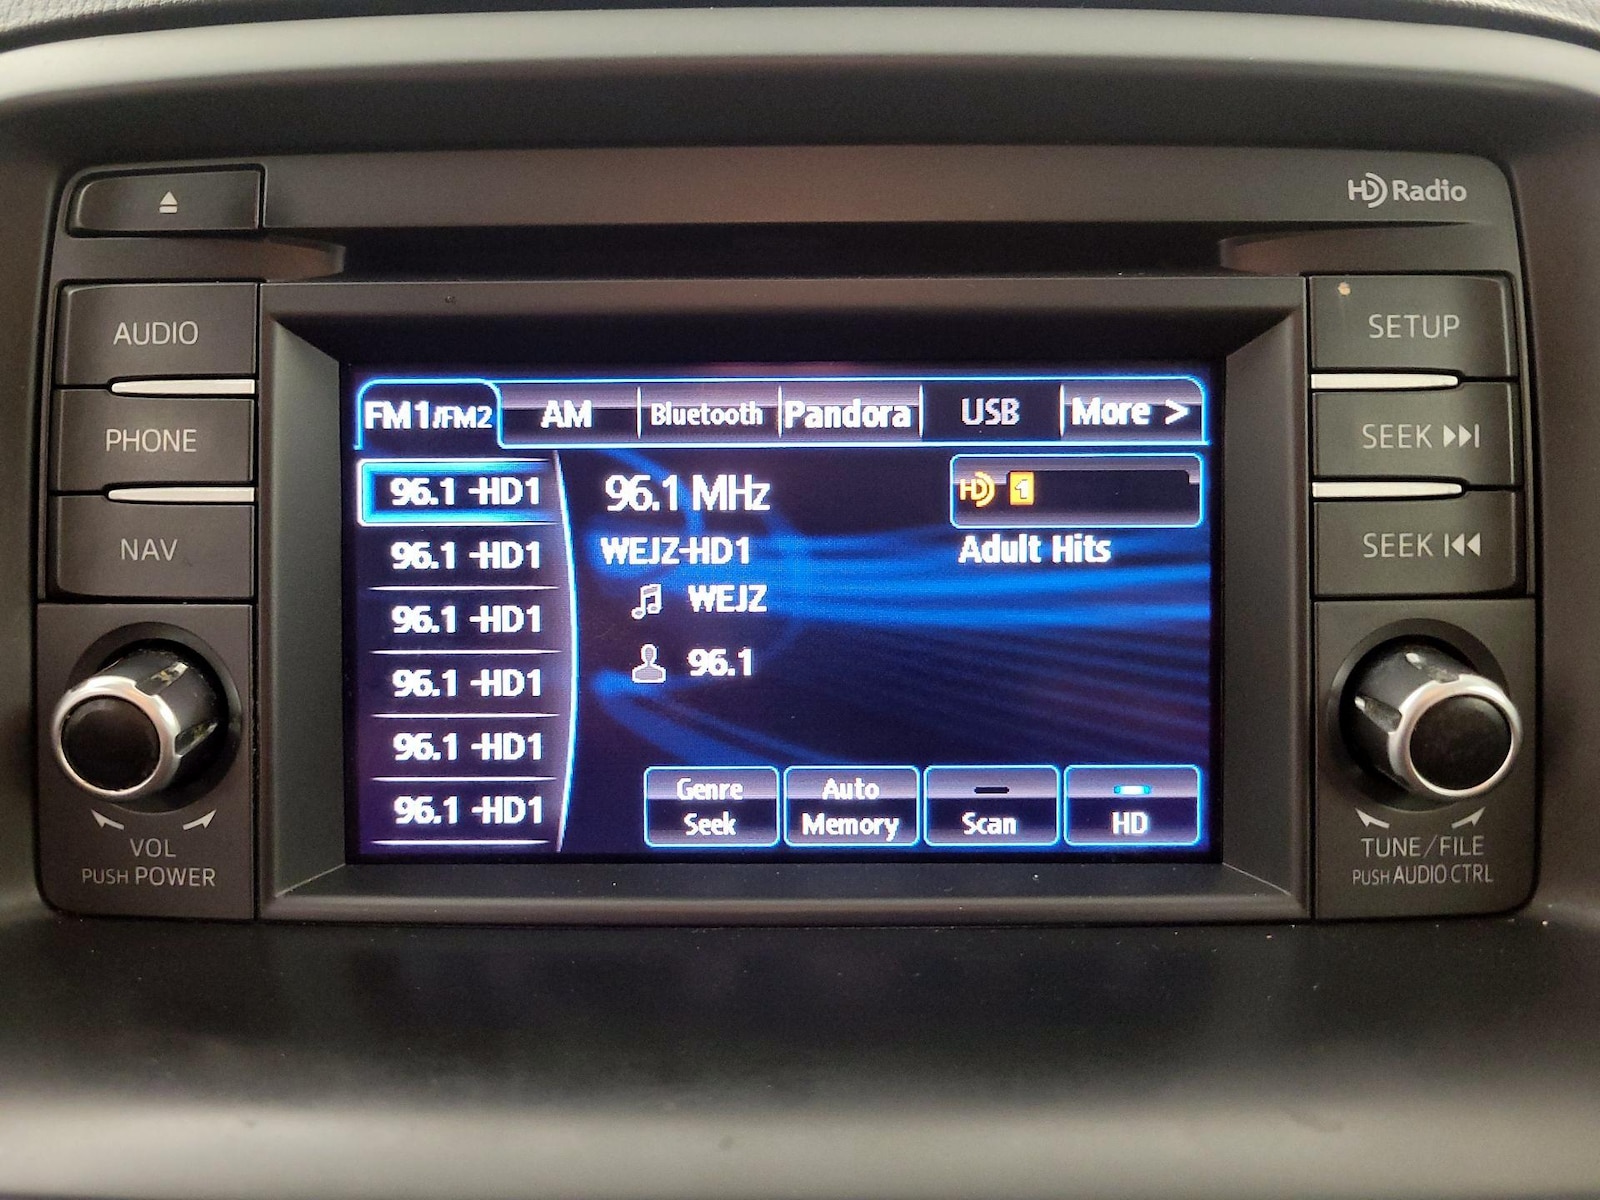 HD Radio
AUDIO
PHONE
NAV
VOL
PUSH POWER
FM1/FM2 AM Bluetooth Pandora USB More >
96.1 -HD1
96.1 -HD1
96.1 -HD1
96.1 -HD1
96.1 -HD1
96.1 -HD1
96.1 MHz
WEJZ-HD1
WEJZ
96.1
HD 1
Adult Hits
Genre
Seek
Auto
Memory
Scan
HD
SETUP
SEEK
SEEK
TUNE/FILE
PUSH AUDIO CTRL